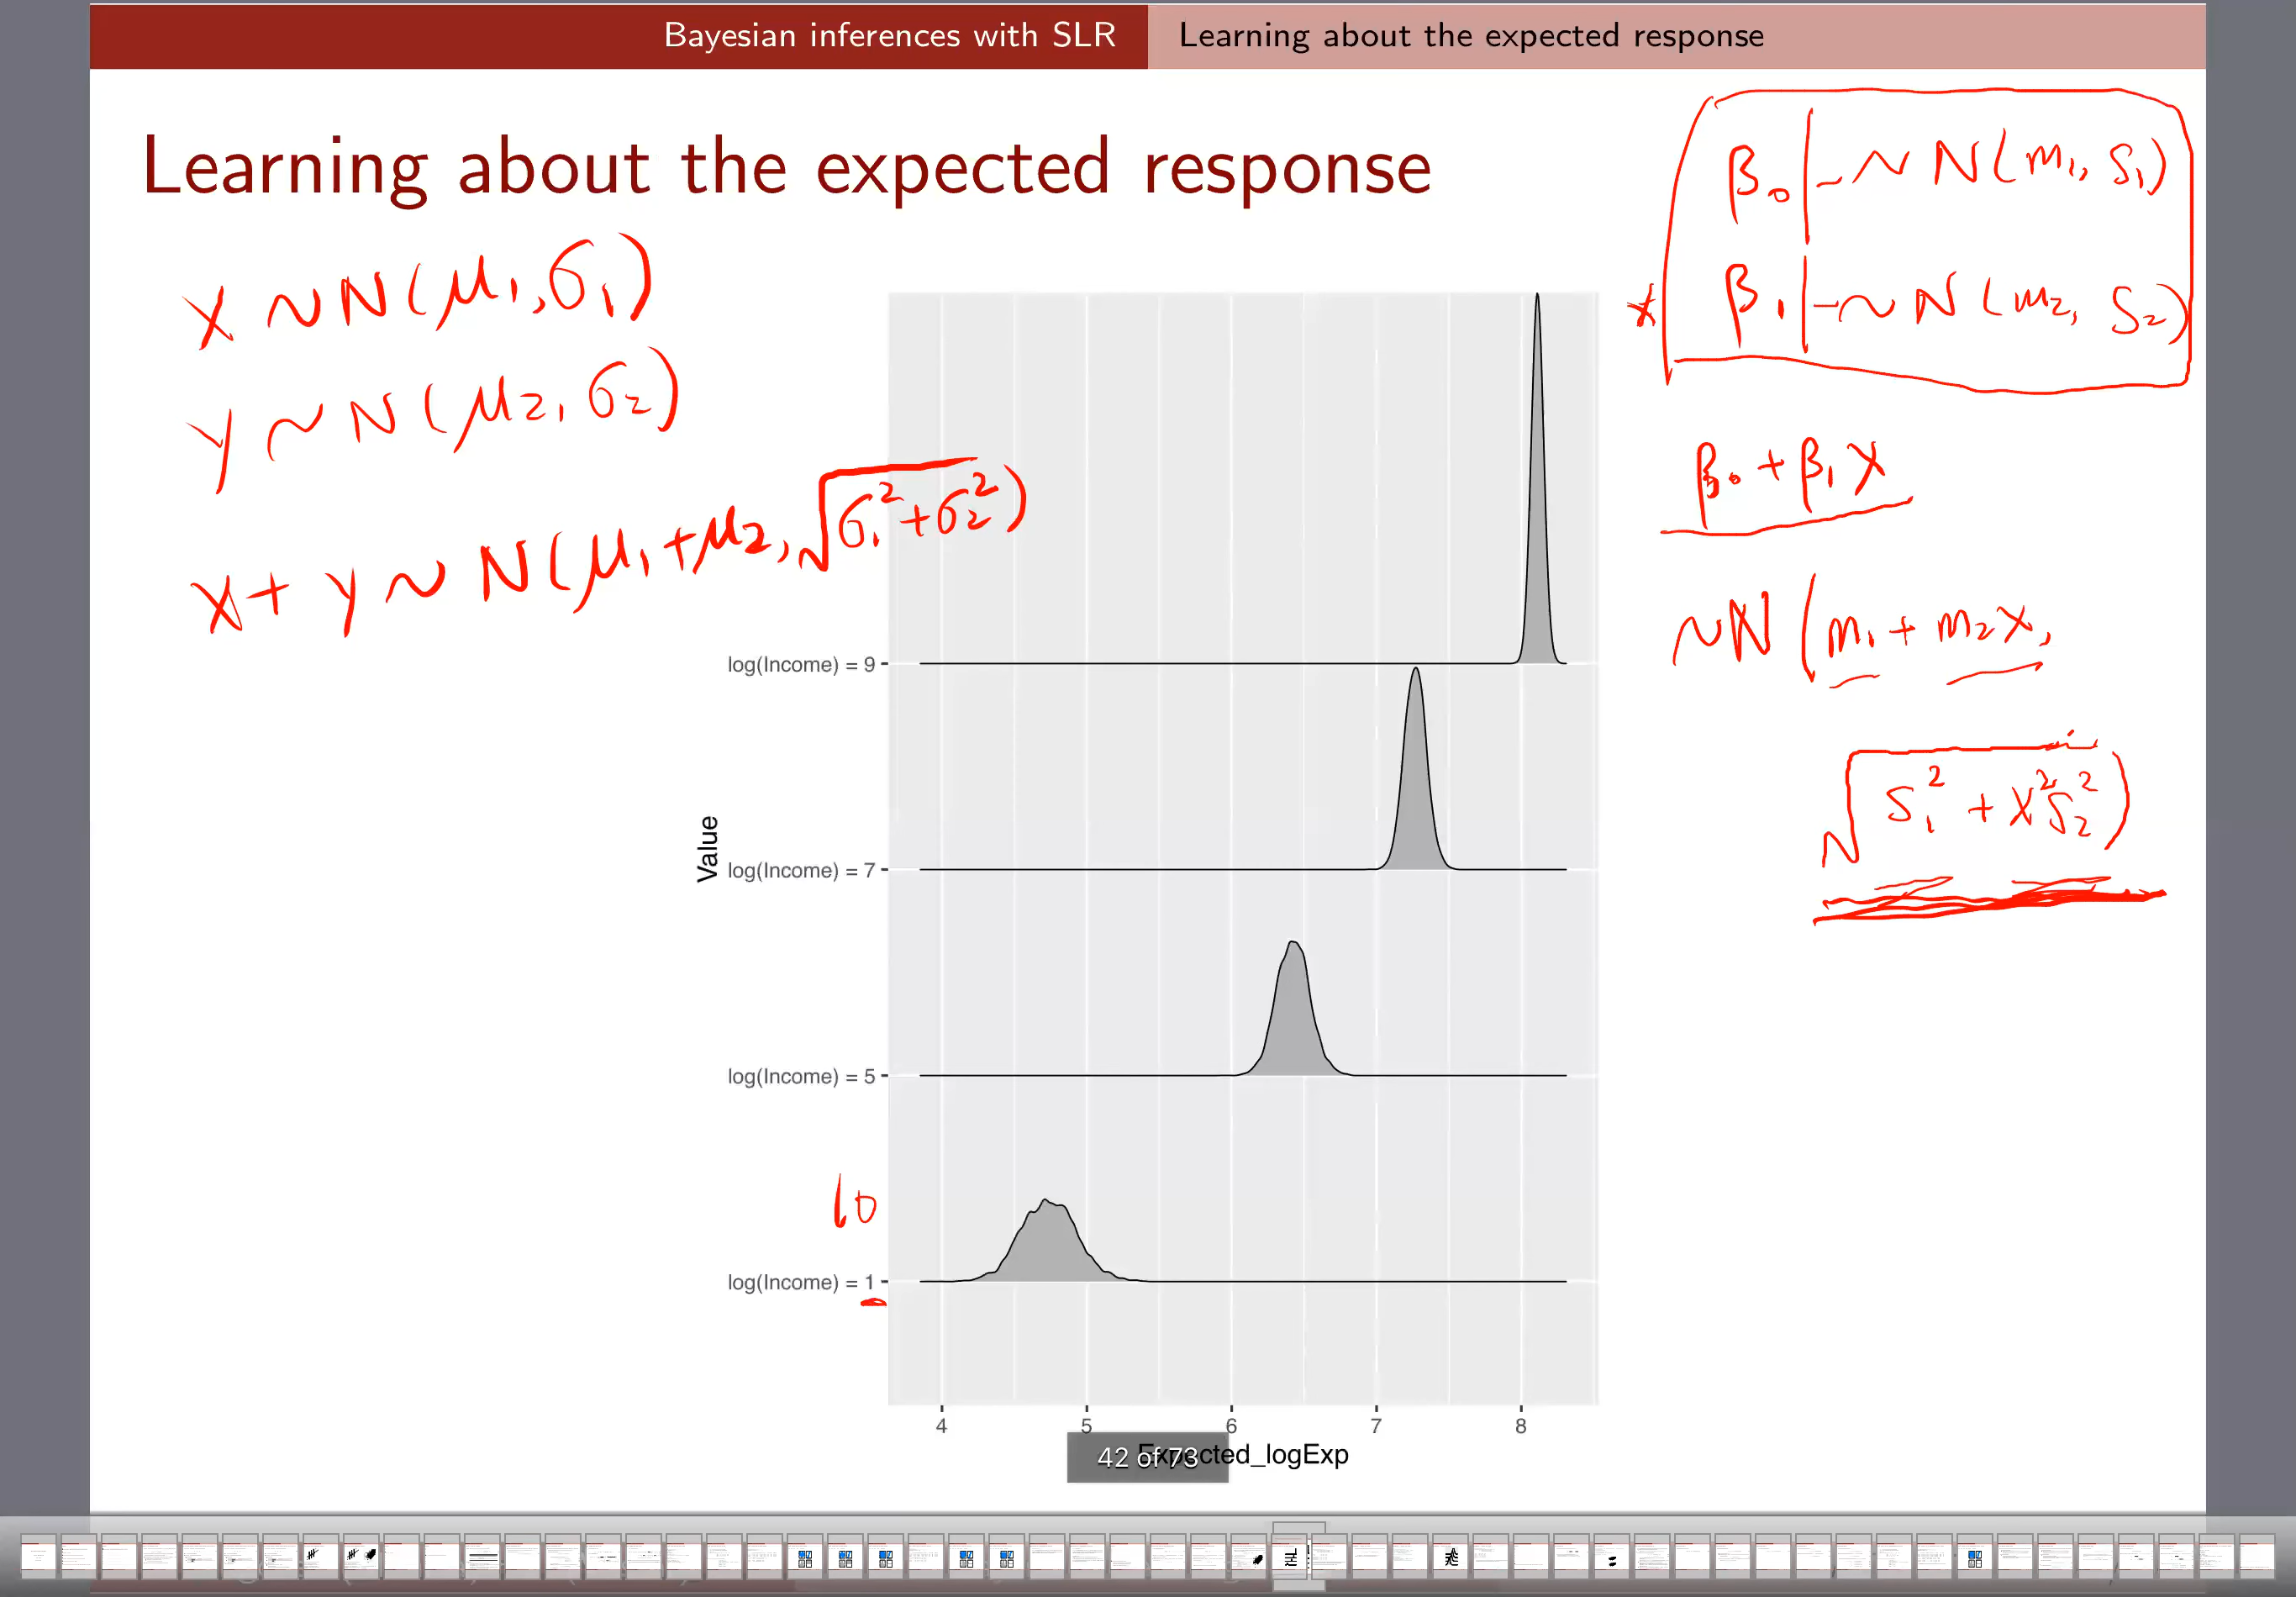 Bayesian inferences with SLR
Learning about the expected response
Learning about the expected response
X ~ N(μ₁, σ₁)
Y ~ N(μ₂, σ₂)
X + Y ~ N(μ₁+μ₂, √(σ₁²+σ₂²))
β₀| - ~ N(m₁, s₁)
* β₁| - ~ N(m₂, s₂)
β₀ + β₁X
~ N(m₁ + m₂X,
√(s₁² + X²s₂²))
Value
log(Income) = 9
log(Income) = 7
log(Income) = 5
10
log(Income) = 1
4 5 6 7 8
Expected_logExp
42 of 73